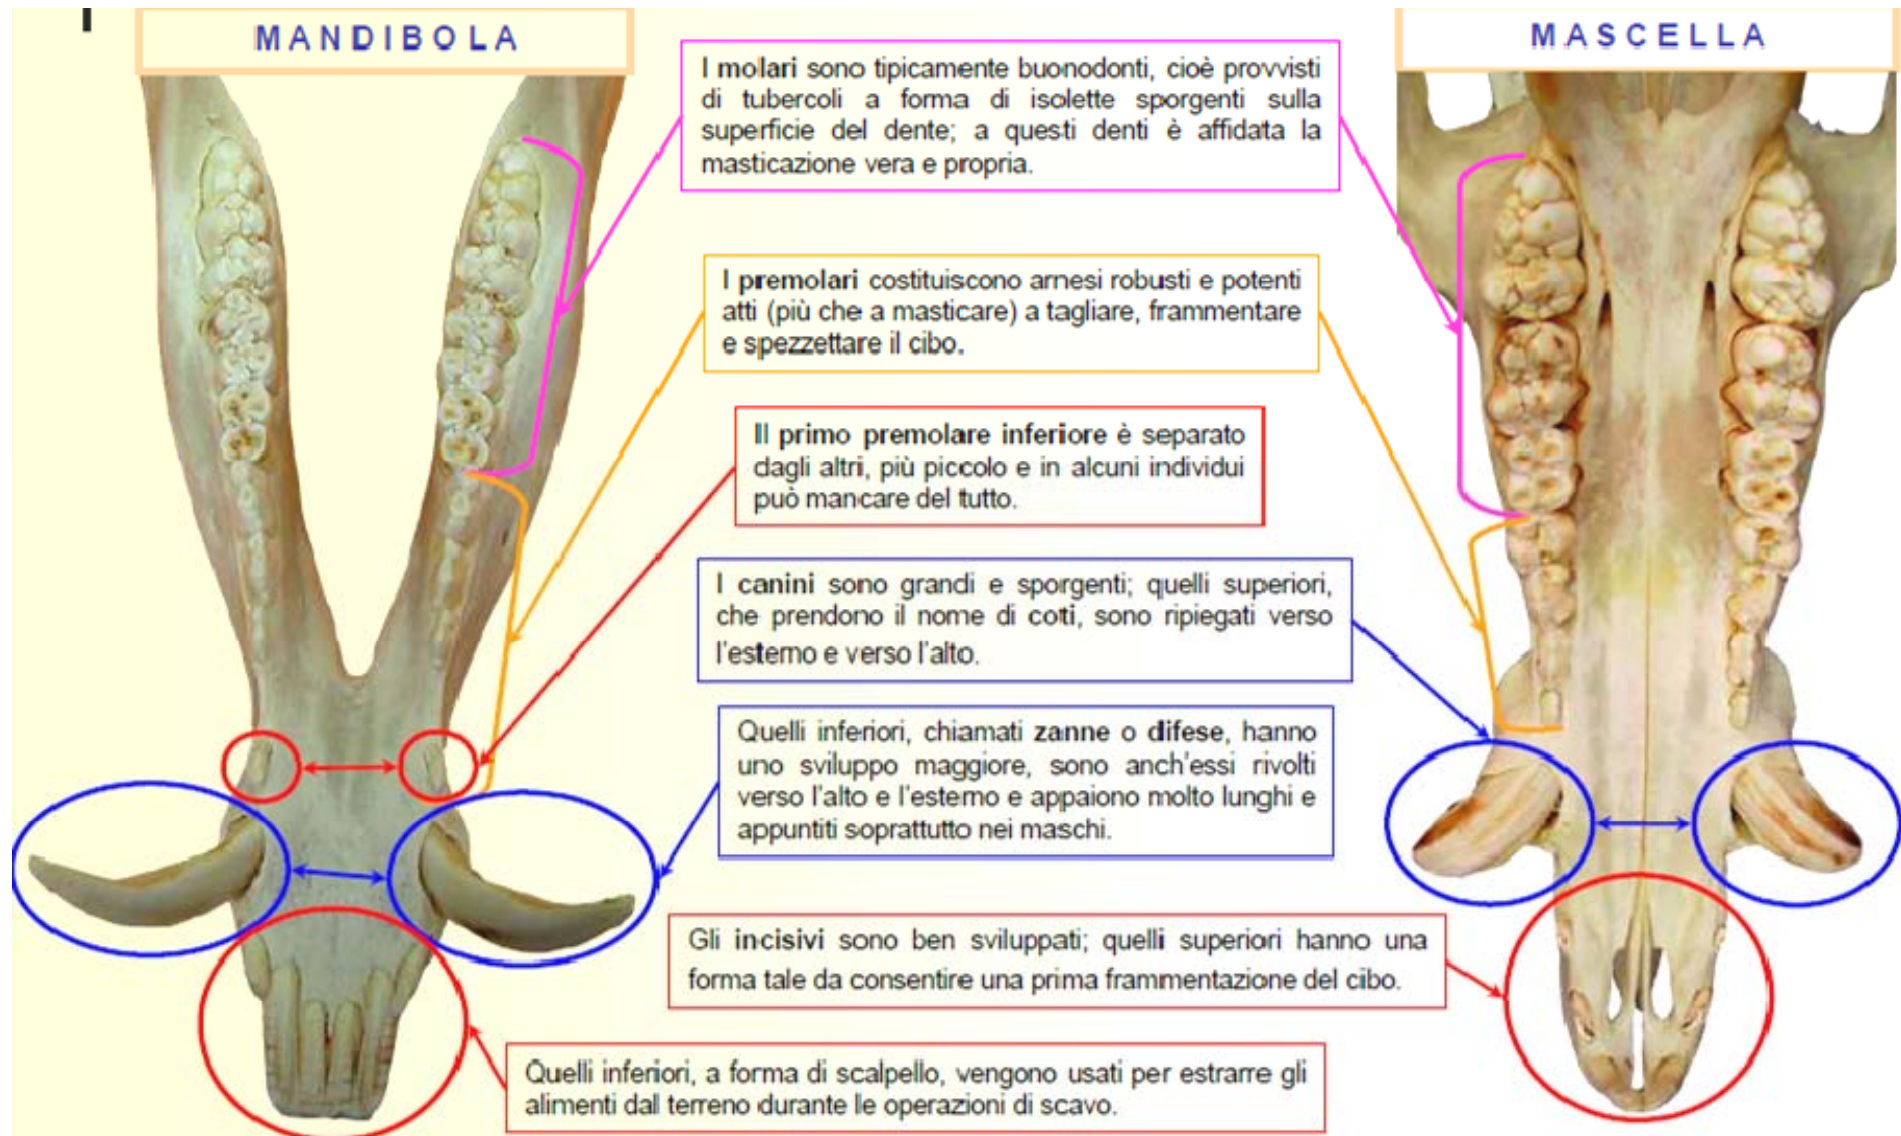 MANDIBOLA
MASCELLA
I molari sono tipicamente buonodonti, cioè provvisti
di tubercoli a forma di isolette sporgenti sulla
superficie del dente; a questi denti è affidata la
masticazione vera e propria.
I premolari costituiscono arnesi robusti e potenti
atti (più che a masticare) a tagliare, frammentare
e spezzettare il cibo.
Il primo premolare inferiore è separato
dagli altri, più piccolo e in alcuni individui
può mancare del tutto.
I canini sono grandi e sporgenti; quelli superiori,
che prendono il nome di coti, sono ripiegati verso
l'esterno e verso l'alto.
Quelli inferiori, chiamati zanne o difese, hanno
uno sviluppo maggiore, sono anch'essi rivolti
verso l'alto e l'esterno e appaiono molto lunghi e
appuntiti soprattutto nei maschi.
Gli incisivi sono ben sviluppati; quelli superiori hanno una
forma tale da consentire una prima frammentazione del cibo.
Quelli inferiori, a forma di scalpello, vengono usati per estrarre gli
alimenti dal terreno durante le operazioni di scavo.